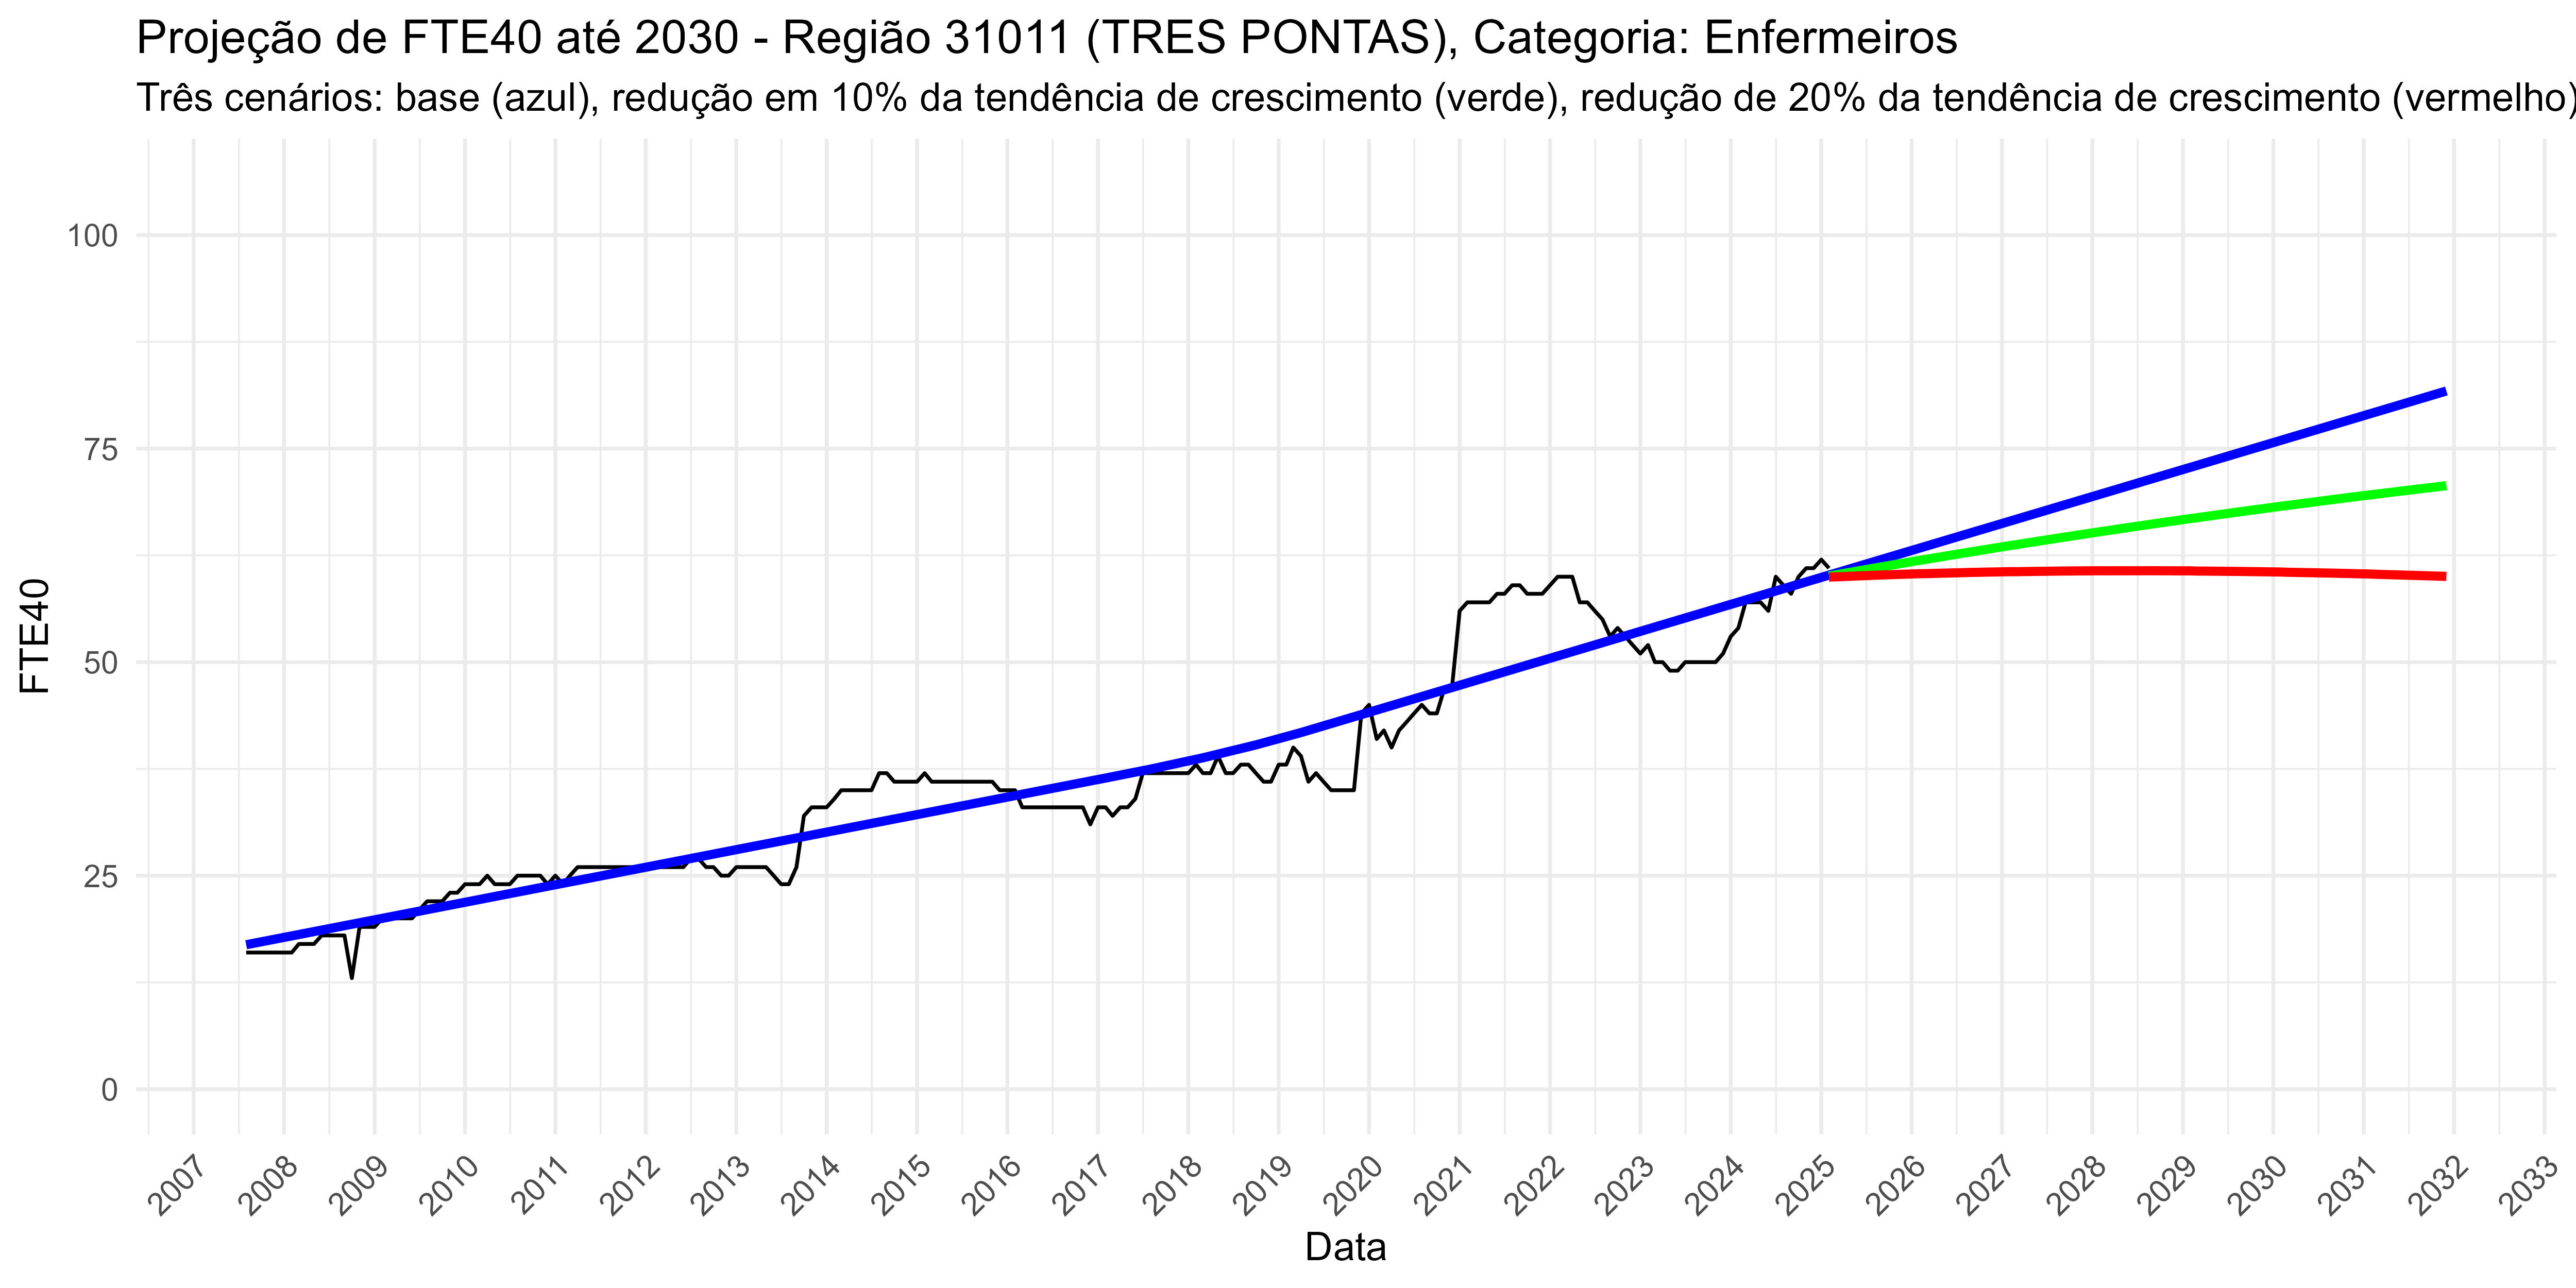 Projeção de FTE40 até 2030 - Região 31011 (TRES PONTAS), Categoria: Enfermeiros
Três cenários: base (azul), redução em 10% da tendência de crescimento (verde), redução de 20% da tendência de crescimento (vermelho)
100
75
50
25
0
FTE40
2007 2008 2009 2010 2011 2012 2013 2014 2015 2016 2017 2018 2019 2020 2021 2022 2023 2024 2025 2026 2027 2028 2029 2030 2031 2032 2033
Data